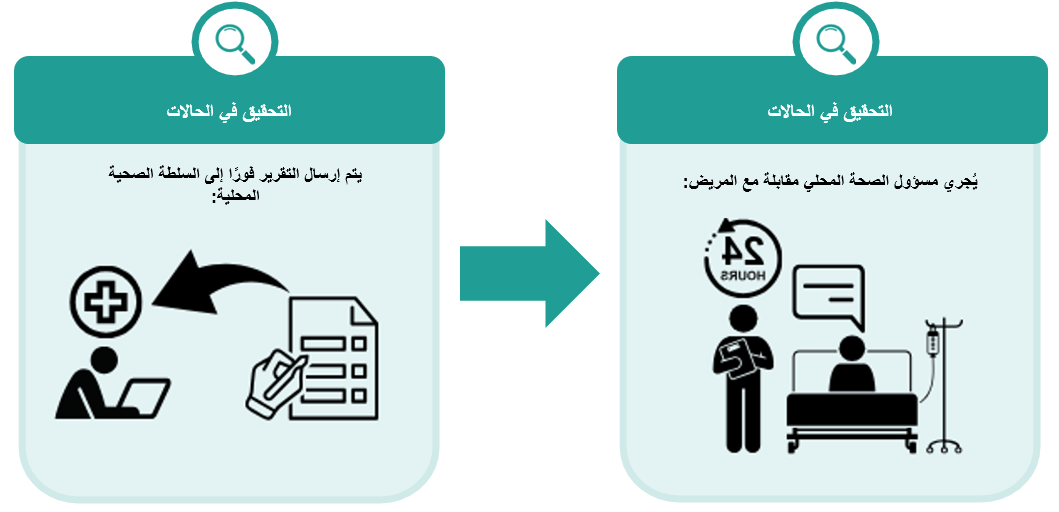 التحقيق في الحالات
يتم إرسال التقرير فورًا إلى السلطة الصحية
المحلية:
التحقيق في الحالات
يُجري مسؤول الصحة المحلي مقابلة مع المريض:
24
HOURS